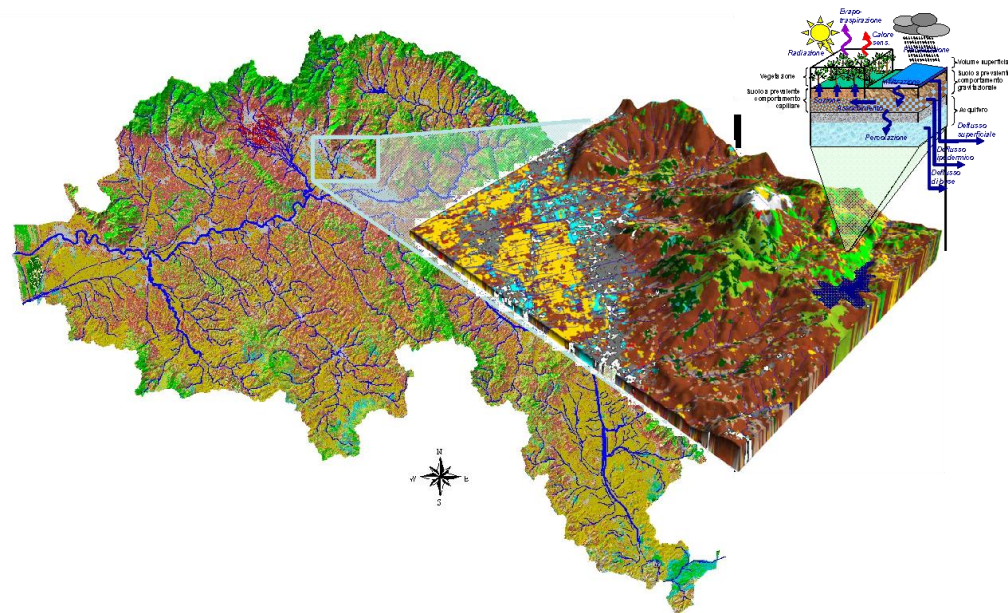 Evapo-
traspirazione
Calore
sens.
Radiazione
Volume superficiale
Suolo a prevalente
comportamento
gravitazionale
Vegetazione
Suolo a prevalente
comportamento
capillare
Acquifero
Percolazione
Deflusso
superficiale
Deflusso
ipodermico
Deflusso
di base
N
W
E
S